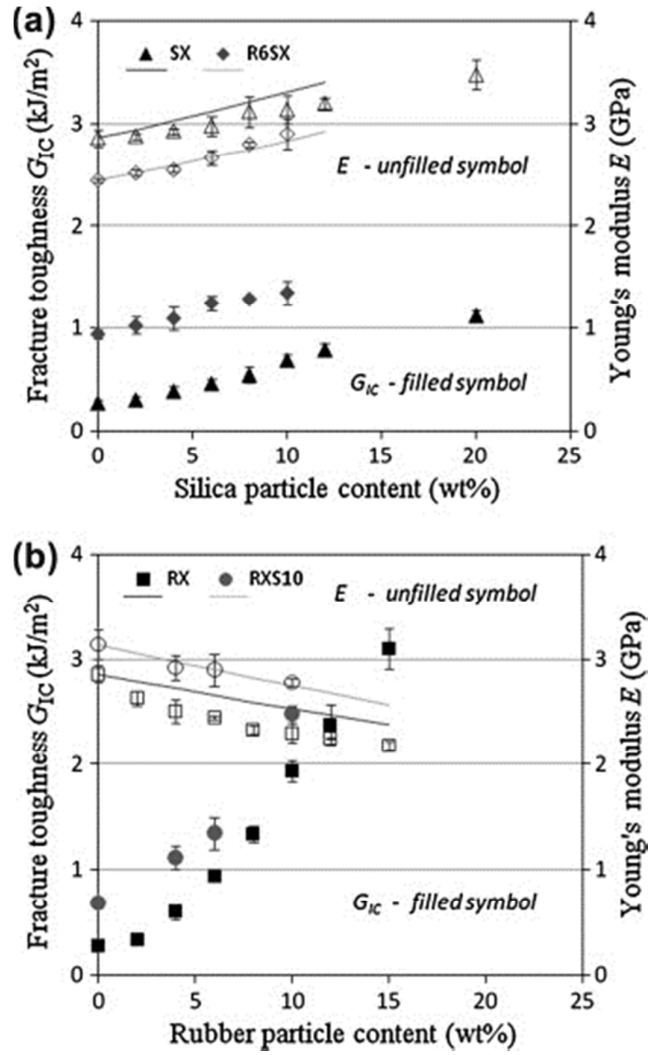 (a)
Fracture toughness GIC (kJ/m²)
4
3
2
1
0
SX R6SX
E - unfilled symbol
GIC - filled symbol
4
3
2
1
0
Young's modulus E (GPa)
0 5 10 15 20 25
Silica particle content (wt%)
(b)
Fracture toughness GIC (kJ/m²)
4
3
2
1
0
RX RXS10
E - unfilled symbol
GIC - filled symbol
4
3
2
1
0
Young's modulus E (GPa)
0 5 10 15 20 25
Rubber particle content (wt%)